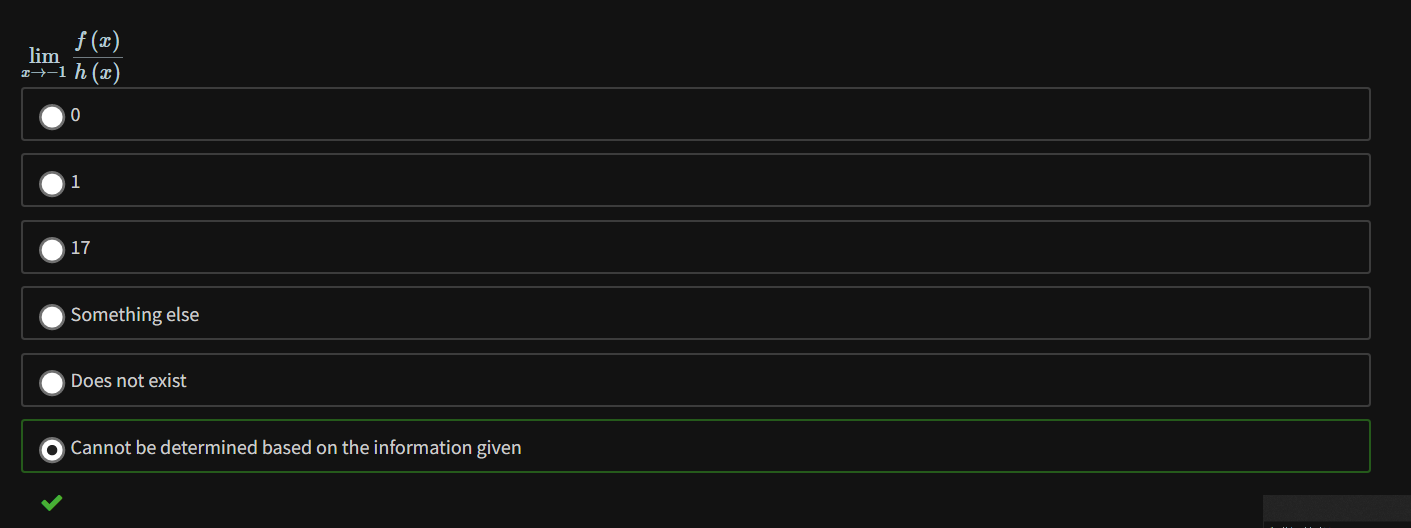 lim x→−1 f(x)/h(x)
0
1
17
Something else
Does not exist
Cannot be determined based on the information given